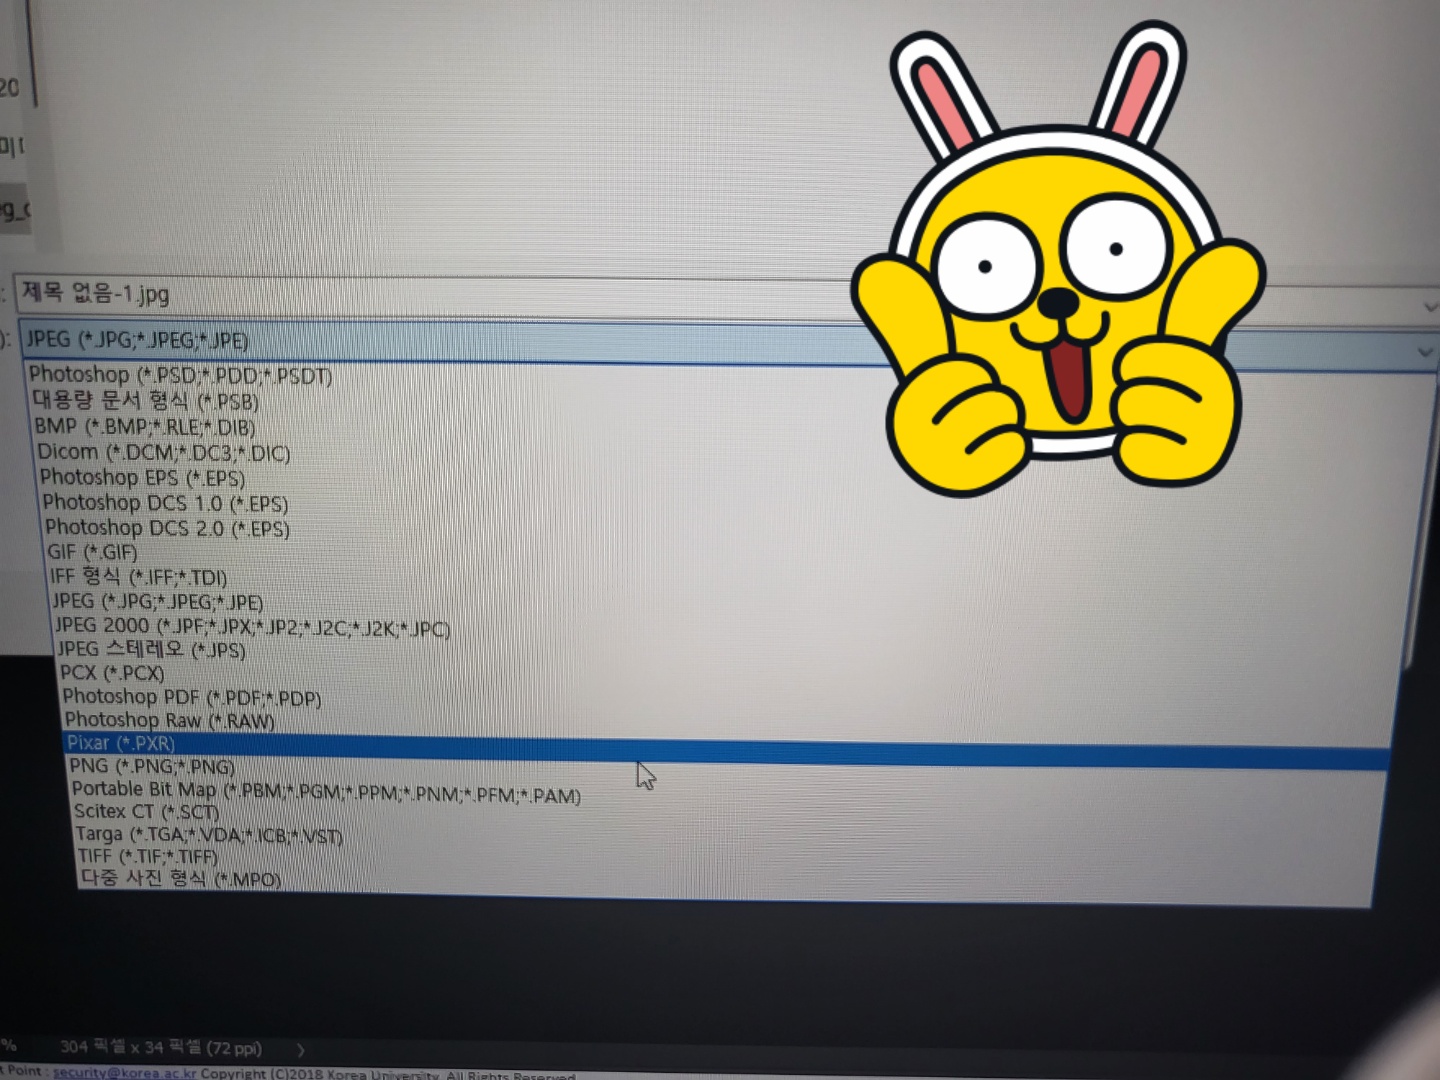 20
제목 없음-1.jpg
JPEG (*.JPG;*.JPEG;*.JPE)
Photoshop (*.PSD;*.PDD;*.PSDT)
대용량 문서 형식 (*.PSB)
BMP (*.BMP;*.RLE;*.DIB)
Dicom (*.DCM;*.DC3;*.DIC)
Photoshop EPS (*.EPS)
Photoshop DCS 1.0 (*.EPS)
Photoshop DCS 2.0 (*.EPS)
GIF (*.GIF)
IFF 형식 (*.IFF;*.TDI)
JPEG (*.JPG;*.JPEG;*.JPE)
JPEG 2000 (*.JPF;*.JPX;*.JP2;*.J2C;*.J2K;*.JPC)
JPEG 스테레오 (*.JPS)
PCX (*.PCX)
Photoshop PDF (*.PDF;*.PDP)
Photoshop Raw (*.RAW)
Pixar (*.PXR)
PNG (*.PNG;*.PNG)
Portable Bit Map (*.PBM;*.PGM;*.PPM;*.PNM;*.PFM;*.PAM)
Scitex CT (*.SCT)
Targa (*.TGA;*.VDA;*.ICB;*.VST)
TIFF (*.TIF;*.TIFF)
다중 사진 형식 (*.MPO)
% 304 픽셀 x 34 픽셀 (72 ppi)
t Point : security@korea.ac.kr Copyright (C)2018 Korea University. All Rights Reserved